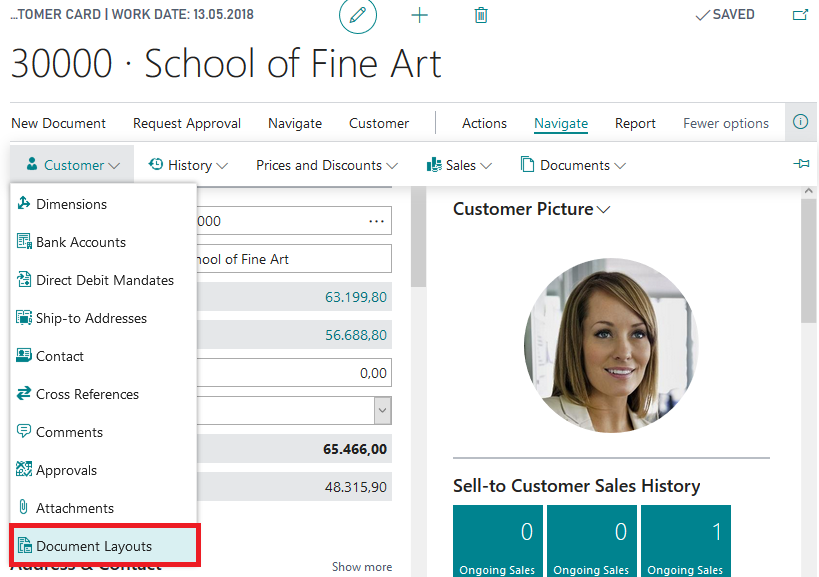 …TOMER CARD | WORK DATE: 13.05.2018
SAVED
30000 · School of Fine Art
New Document Request Approval Navigate Customer Actions Navigate Report Fewer options
Customer History Prices and Discounts Sales Documents
Dimensions
Bank Accounts
Direct Debit Mandates
Ship-to Addresses
Contact
Cross References
Comments
Approvals
Attachments
Document Layouts
000 ...
hool of Fine Art
63.199,80
56.688,80
0,00
65.466,00
48.315,90
Address & Contact Show more
Customer Picture
Sell-to Customer Sales History
0 0 1
Ongoing Sales Ongoing Sales Ongoing Sales